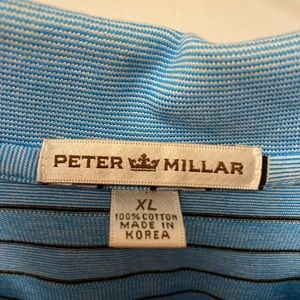 PETER MILLAR
XL
100% COTTON
MADE IN
KOREA